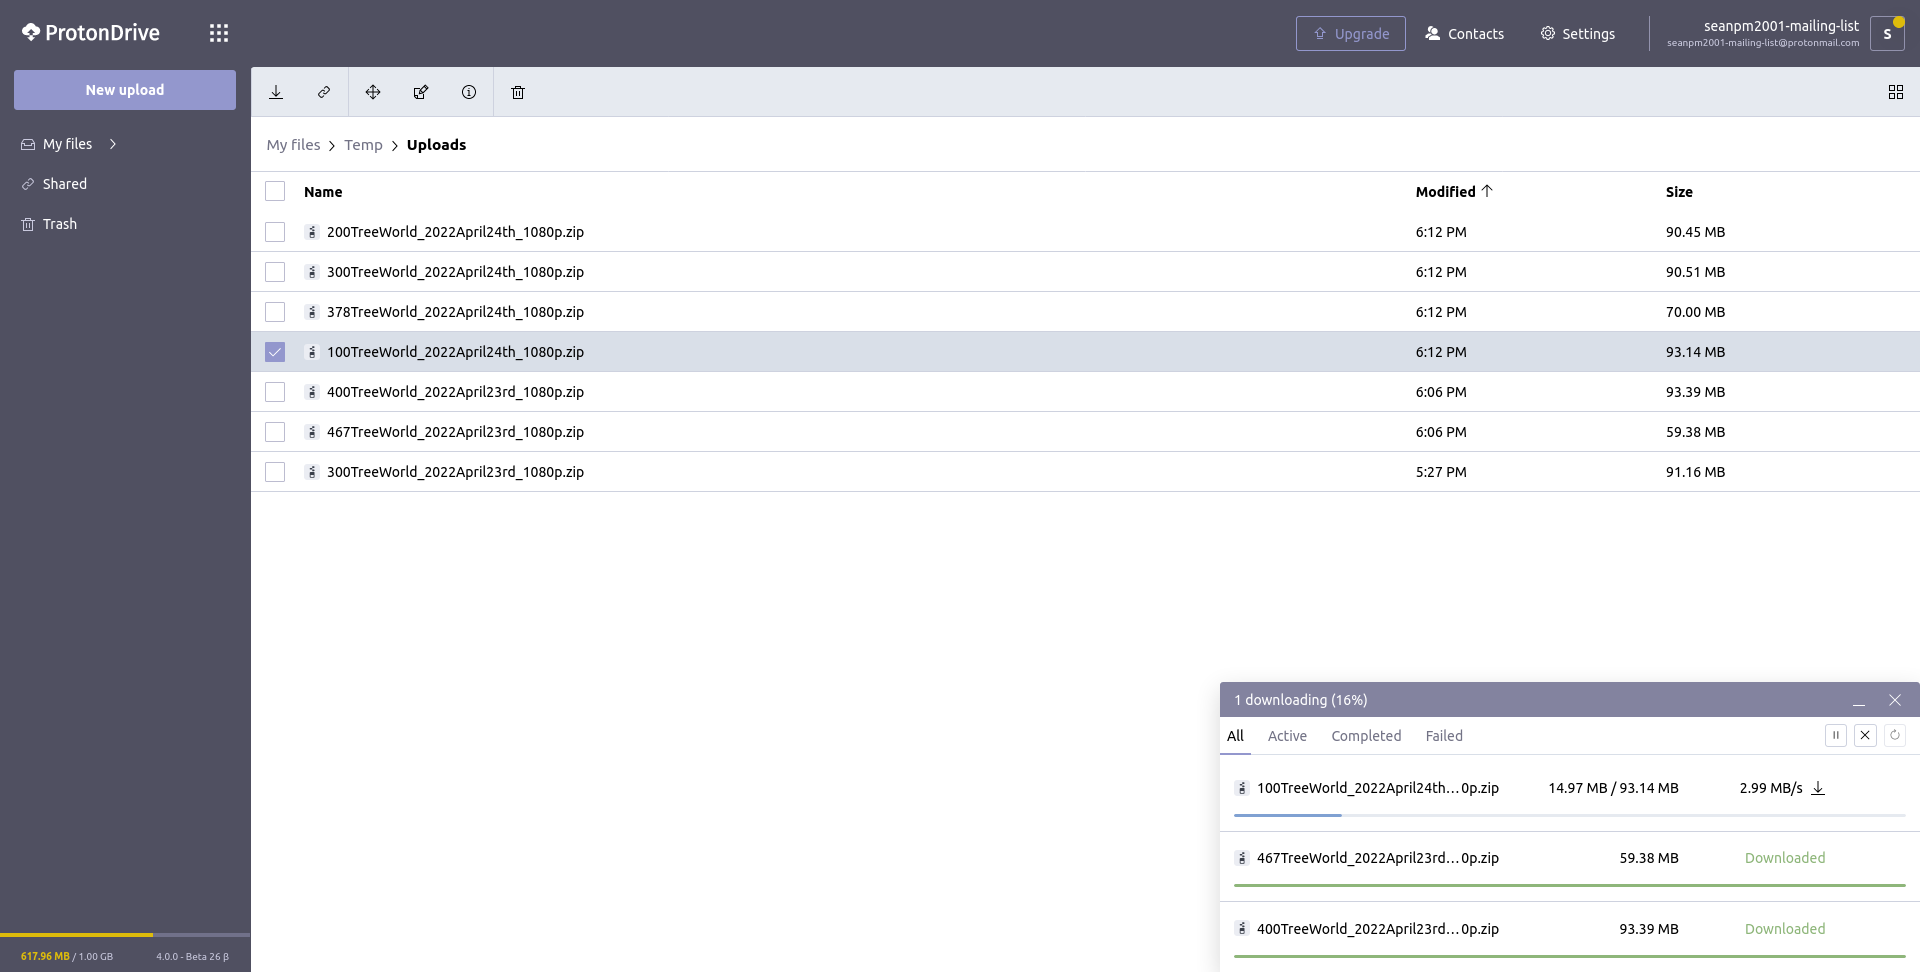 ProtonDrive
Upgrade
Contacts
Settings
seanpm2001-mailing-list
seanpm2001-mailing-list@protonmail.com
S
New upload
My files
Shared
Trash
My files > Temp > Uploads
Name Modified Size
200TreeWorld_2022April24th_1080p.zip 6:12 PM 90.45 MB
300TreeWorld_2022April24th_1080p.zip 6:12 PM 90.51 MB
378TreeWorld_2022April24th_1080p.zip 6:12 PM 70.00 MB
100TreeWorld_2022April24th_1080p.zip 6:12 PM 93.14 MB
400TreeWorld_2022April23rd_1080p.zip 6:06 PM 93.39 MB
467TreeWorld_2022April23rd_1080p.zip 6:06 PM 59.38 MB
300TreeWorld_2022April23rd_1080p.zip 5:27 PM 91.16 MB
1 downloading (16%)
All Active Completed Failed
100TreeWorld_2022April24th…0p.zip 14.97 MB / 93.14 MB 2.99 MB/s
467TreeWorld_2022April23rd…0p.zip 59.38 MB Downloaded
400TreeWorld_2022April23rd…0p.zip 93.39 MB Downloaded
617.96 MB / 1.00 GB 4.0.0 - Beta 26 β